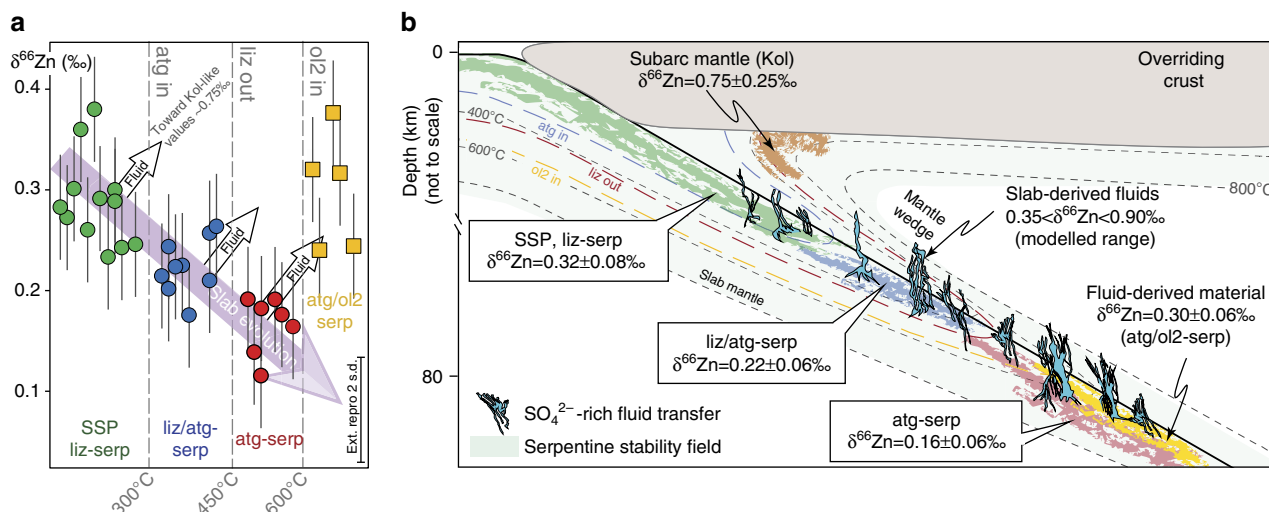 a
δ⁶⁶Zn (‰)
0.4
0.3
0.2
0.1
atg in
liz out
ol2 in
Toward Kol-like
values ~0.75‰
Fluid
Fluid
Fluid
Slab evolution
atg/ol2
serp
SSP
liz-serp
liz/atg-
serp
atg-serp
Ext. repro 2 s.d.
300°C
450°C
600°C
b
0
80
Depth (km)
(not to scale)
Subarc mantle (Kol)
δ⁶⁶Zn=0.75±0.25‰
Overriding
crust
400°C
600°C
atg in
liz out
ol2 in
800°C
Mantle
wedge
Slab-derived fluids
0.35<δ⁶⁶Zn<0.90‰
(modelled range)
SSP, liz-serp
δ⁶⁶Zn=0.32±0.08‰
Slab mantle
Fluid-derived material
δ⁶⁶Zn=0.30±0.06‰
(atg/ol2-serp)
liz/atg-serp
δ⁶⁶Zn=0.22±0.06‰
atg-serp
δ⁶⁶Zn=0.16±0.06‰
SO₄²⁻-rich fluid transfer
Serpentine stability field